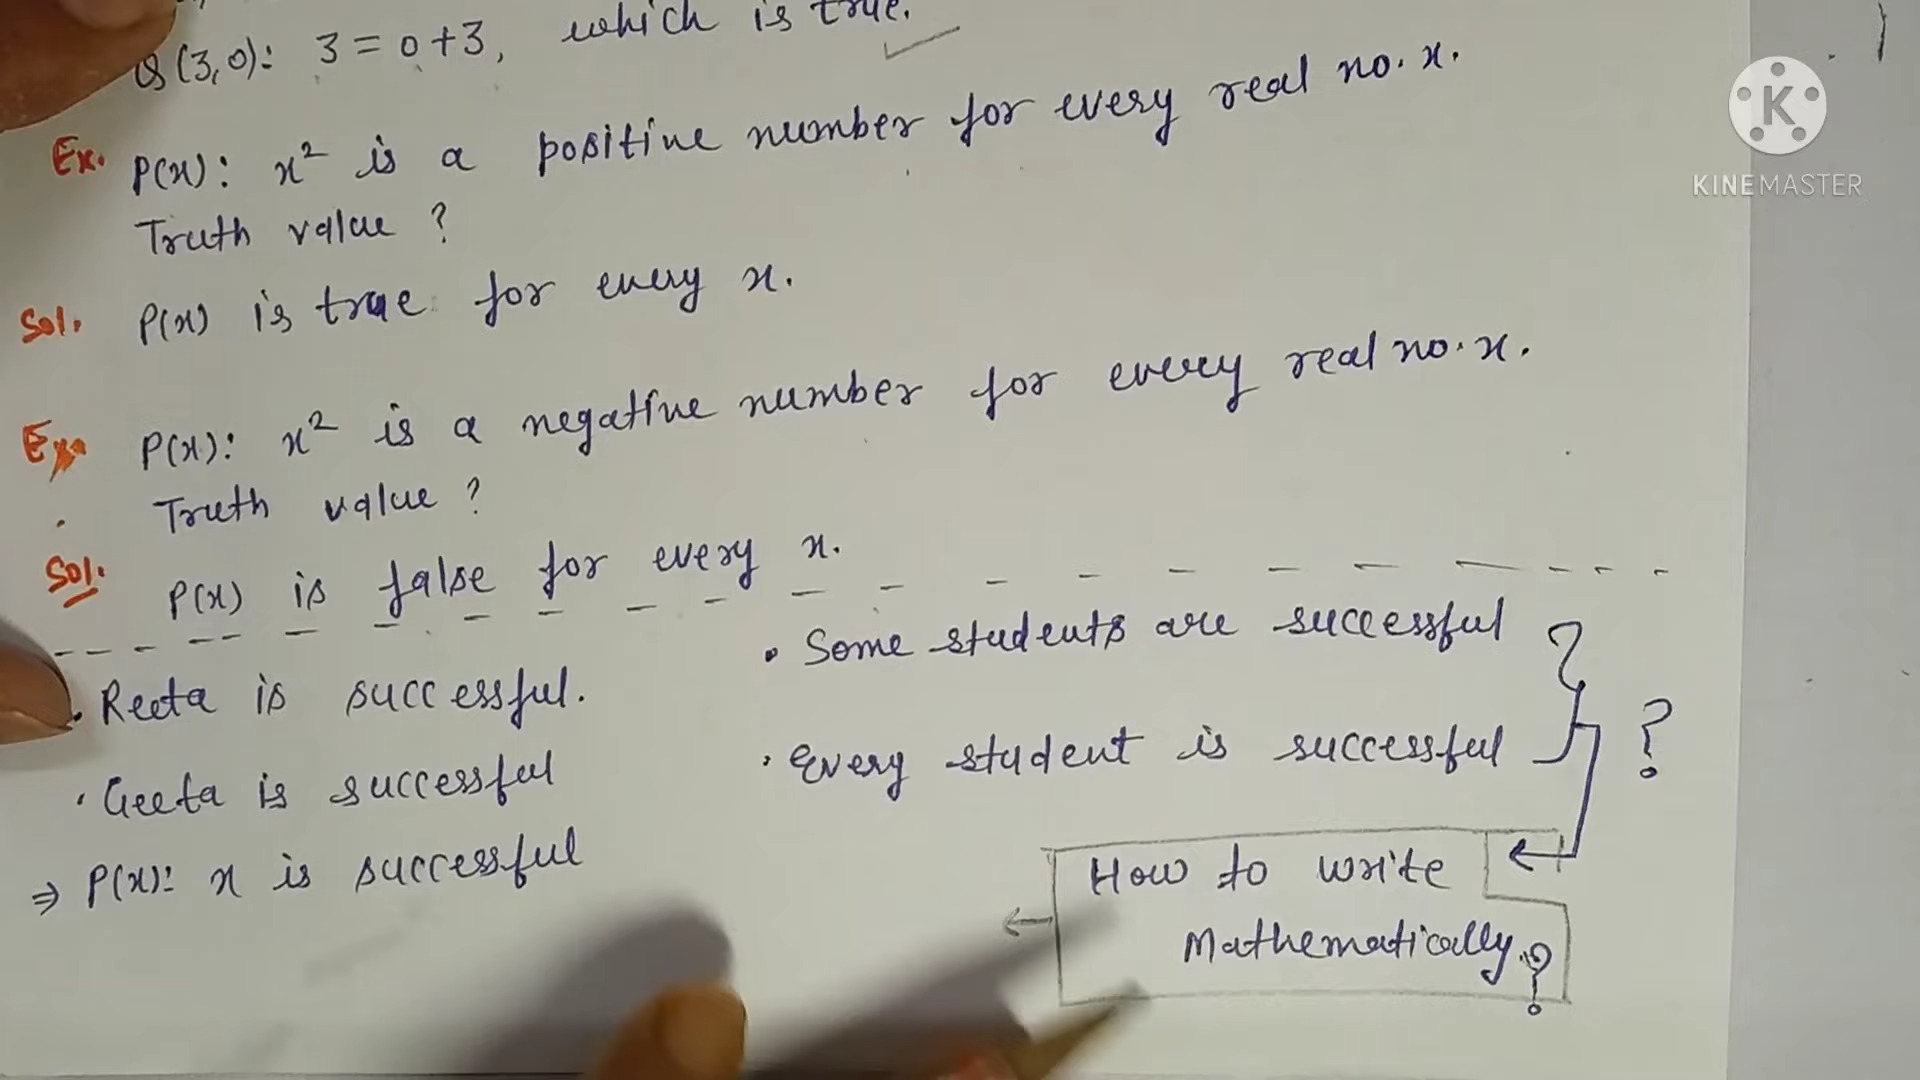 Q(3,0): 3 = 0+3, which is true.
Ex. P(x): x² is a positive number for every real no. x.
Truth value ?
Sol. P(x) is true for every x.
Ex. P(x): x² is a negative number for every real no. x.
Truth value ?
Sol. P(x) is false for every x.
• Reeta is successful.
• Geeta is successful
⇒ P(x): x is successful
• Some students are successful
• Every student is successful
?
How to write
Mathematically ?
KINEMASTER